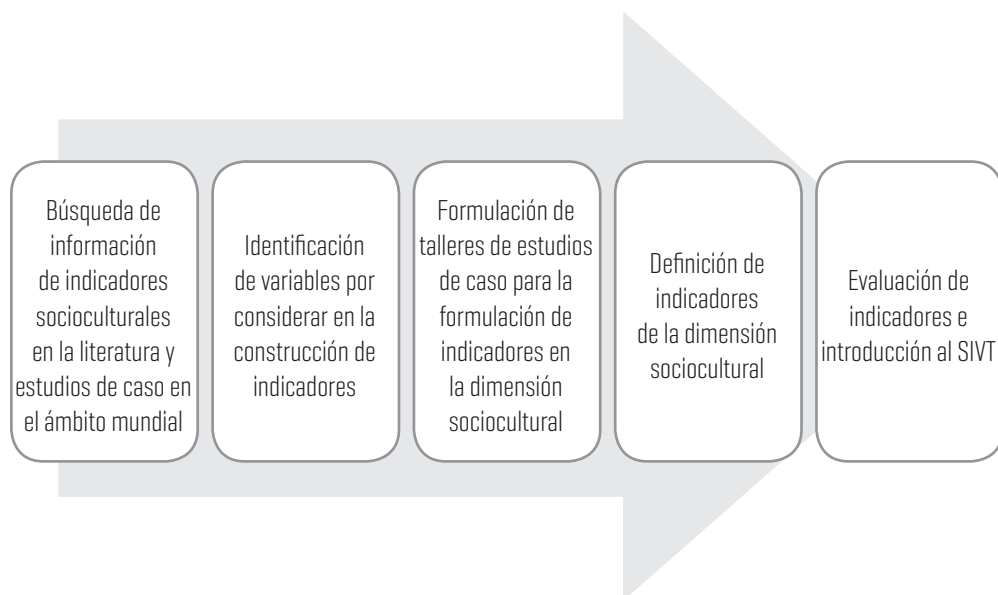 Búsqueda de
información
de indicadores
socioculturales
en la literatura y
estudios de caso en
el ámbito mundial
Identificación
de variables por
considerar en la
construcción de
indicadores
Formulación de
talleres de estudios
de caso para la
formulación de
indicadores en
la dimensión
sociocultural
Definición de
indicadores
de la dimensión
sociocultural
Evaluación de
indicadores e
introducción al SIVT